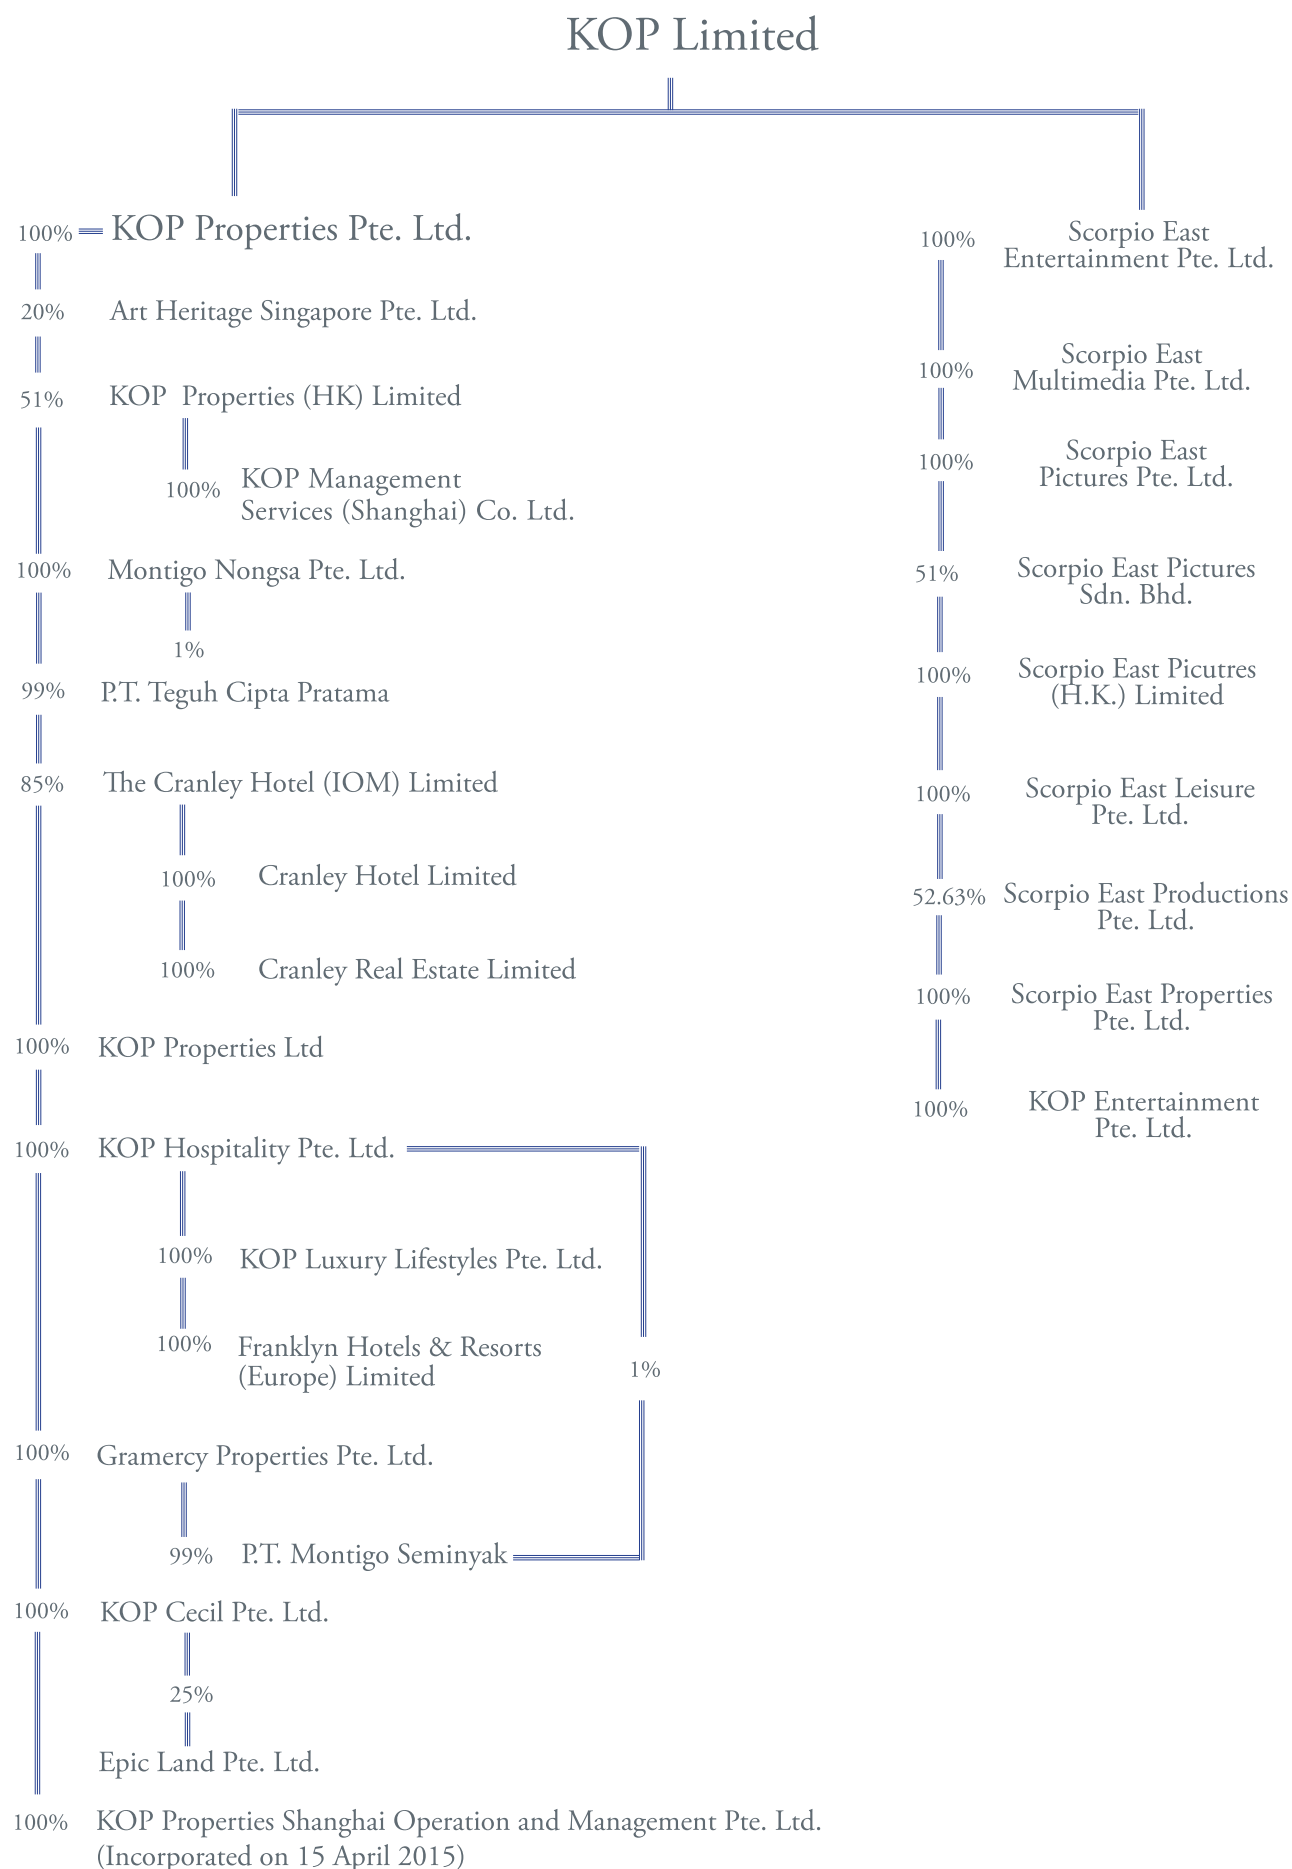 KOP Limited
100% KOP Properties Pte. Ltd.
20% Art Heritage Singapore Pte. Ltd.
51% KOP Properties (HK) Limited
100% KOP Management
Services (Shanghai) Co. Ltd.
100% Montigo Nongsa Pte. Ltd.
1%
99% P.T. Teguh Cipta Pratama
85% The Cranley Hotel (IOM) Limited
100% Cranley Hotel Limited
100% Cranley Real Estate Limited
100% KOP Properties Ltd
100% KOP Hospitality Pte. Ltd.
100% KOP Luxury Lifestyles Pte. Ltd.
100% Franklyn Hotels & Resorts
(Europe) Limited
1%
100% Gramercy Properties Pte. Ltd.
99% P.T. Montigo Seminyak
100% KOP Cecil Pte. Ltd.
25%
Epic Land Pte. Ltd.
100% KOP Properties Shanghai Operation and Management Pte. Ltd.
(Incorporated on 15 April 2015)
100% Scorpio East
Entertainment Pte. Ltd.
100% Scorpio East
Multimedia Pte. Ltd.
100% Scorpio East
Pictures Pte. Ltd.
51% Scorpio East Pictures
Sdn. Bhd.
100% Scorpio East Picutres
(H.K.) Limited
100% Scorpio East Leisure
Pte. Ltd.
52.63% Scorpio East Productions
Pte. Ltd.
100% Scorpio East Properties
Pte. Ltd.
100% KOP Entertainment
Pte. Ltd.